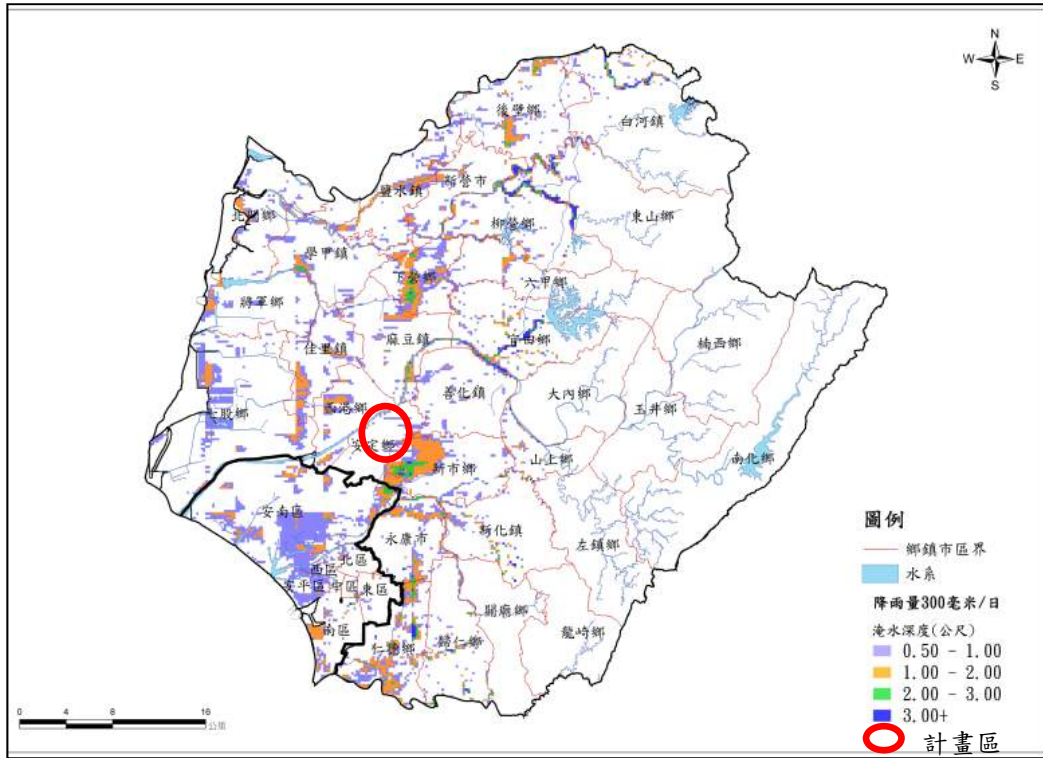 N
W E
S
後壁鄉
白河鎮
新營市
鹽水鎮
北門鄉
東山鄉
柳營鄉
學甲鎮
下營鄉
六甲鄉
將軍鄉
麻豆鎮
官田鄉
楠西鄉
佳里鎮
善化鎮
大內鄉
玉井鄉
西港鄉
七股鄉
安定鄉
新市鄉
山上鄉
南化鄉
安南區
新化鎮
左鎮鄉
永康市
北區
西區
安平區
中區
東區
南區
關廟鄉
龍崎鄉
仁德鄉
歸仁鄉
圖例
鄉鎮市區界
水系
降雨量300毫米/日
淹水深度(公尺)
0.50 - 1.00
1.00 - 2.00
2.00 - 3.00
3.00+
計畫區
0 4 8 16
公里